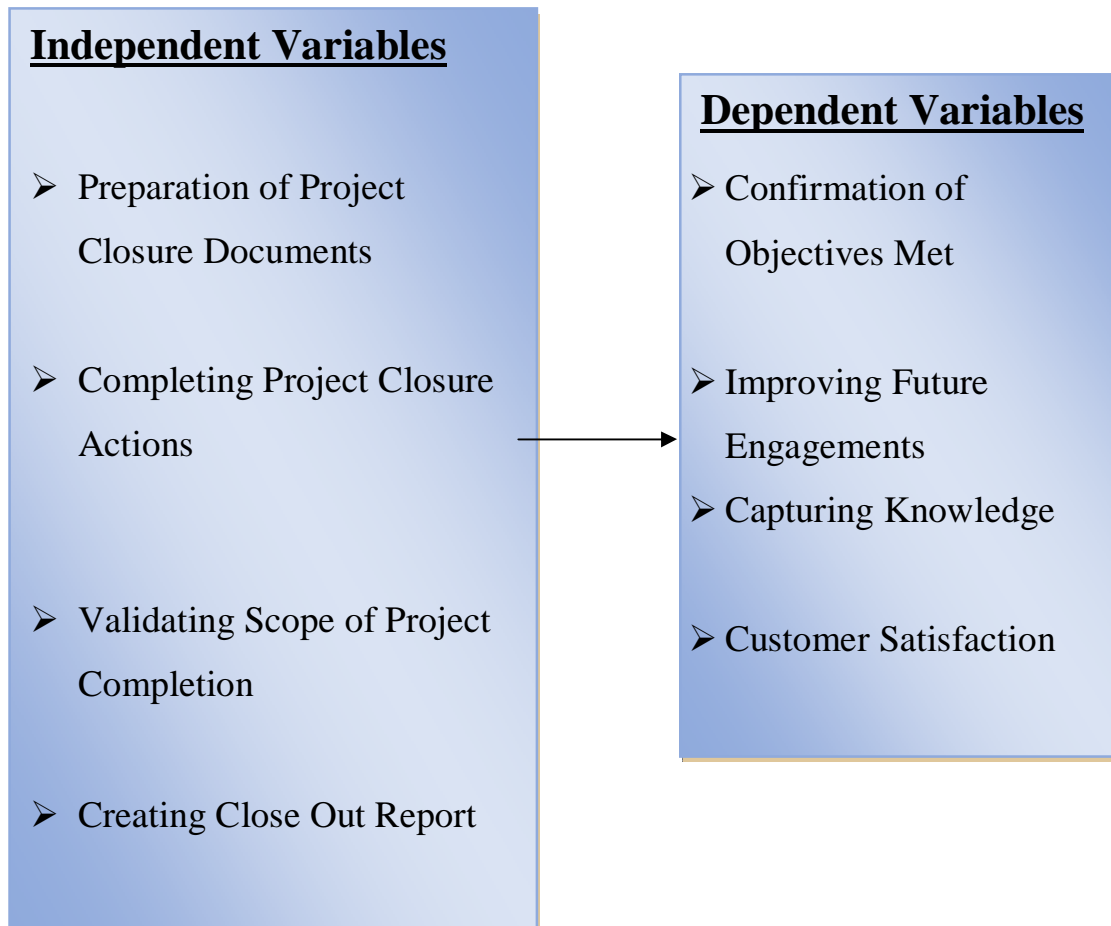 Independent Variables
➢ Preparation of Project
Closure Documents
➢ Completing Project Closure
Actions
➢ Validating Scope of Project
Completion
➢ Creating Close Out Report
Dependent Variables
➢ Confirmation of
Objectives Met
➢ Improving Future
Engagements
➢ Capturing Knowledge
➢ Customer Satisfaction